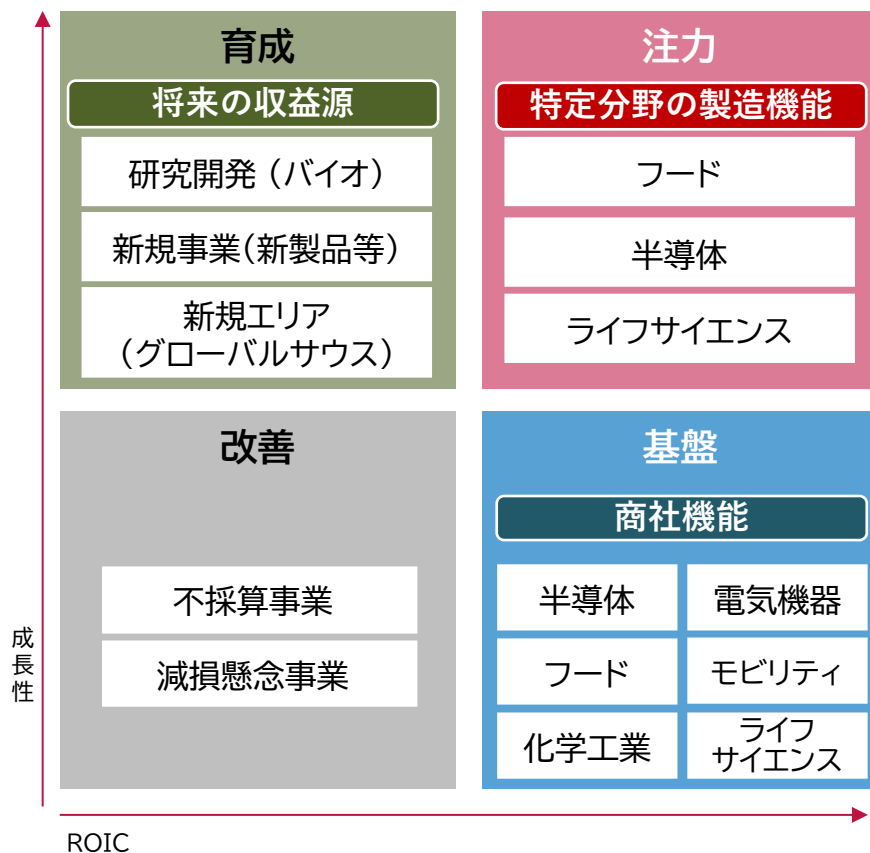 育成
将来の収益源
研究開発（バイオ）
新規事業（新製品等）
新規エリア
（グローバルサウス）
注力
特定分野の製造機能
フード
半導体
ライフサイエンス
改善
不採算事業
減損懸念事業
基盤
商社機能
半導体
電気機器
フード
モビリティ
化学工業
ライフ
サイエンス
成長性
ROIC